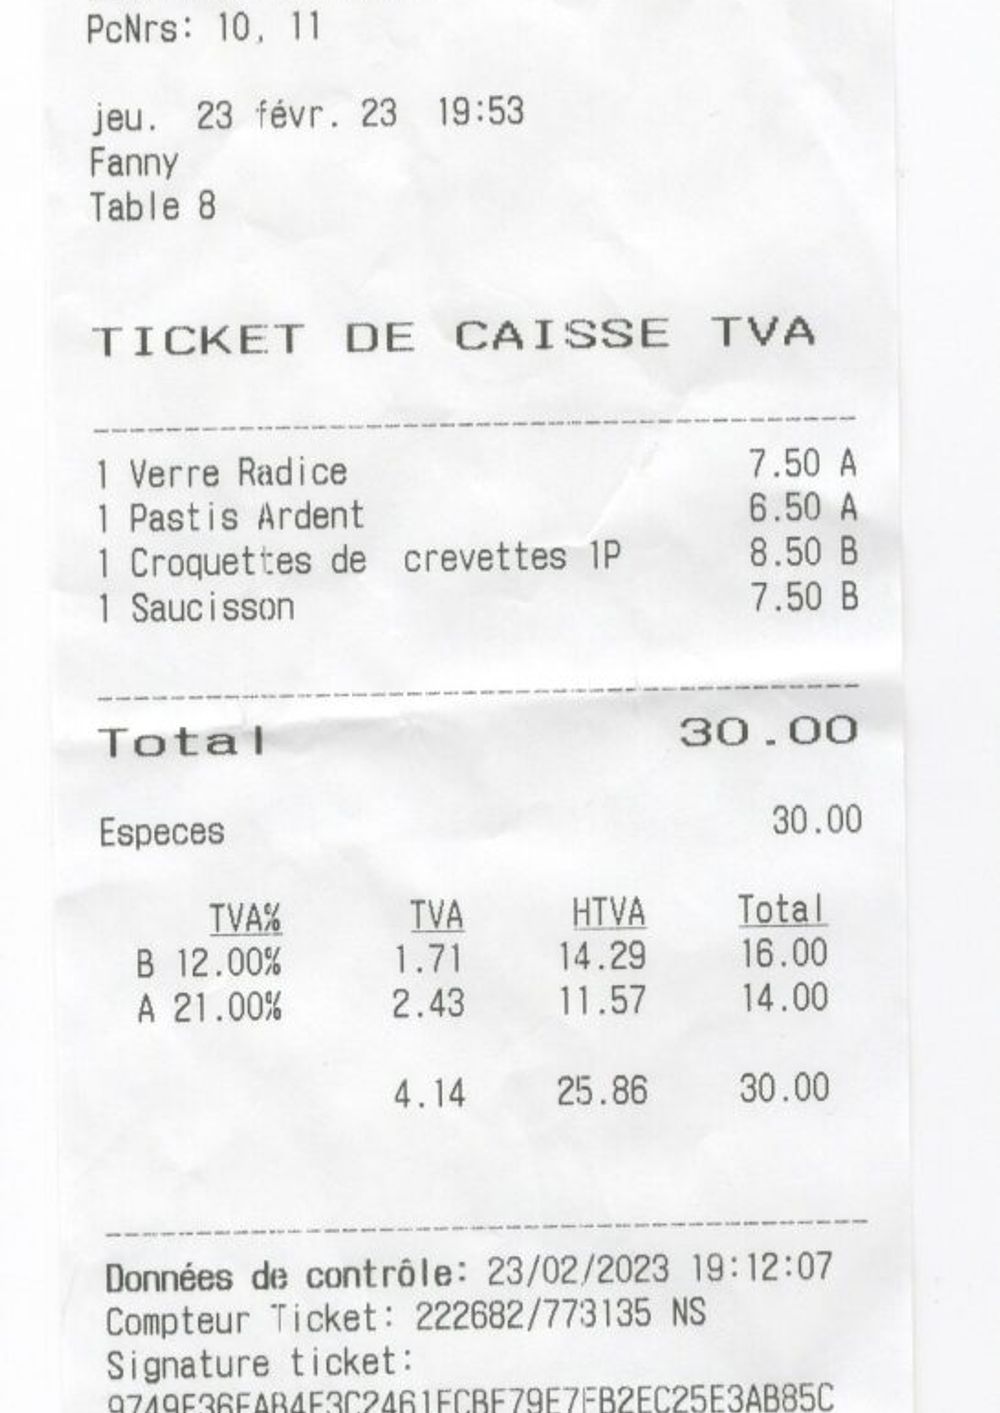 PcNrs: 10, 11
jeu. 23 févr. 23 19:53
Fanny
Table 8
TICKET DE CAISSE TVA
1 Verre Radice 7.50 A
1 Pastis Ardent 6.50 A
1 Croquettes de crevettes 1P 8.50 B
1 Saucisson 7.50 B
Total 30.00
Especes 30.00
TVA% TVA HTVA Total
B 12.00% 1.71 14.29 16.00
A 21.00% 2.43 11.57 14.00
4.14 25.86 30.00
Données de contrôle: 23/02/2023 19:12:07
Compteur Ticket: 222682/773135 NS
Signature ticket: